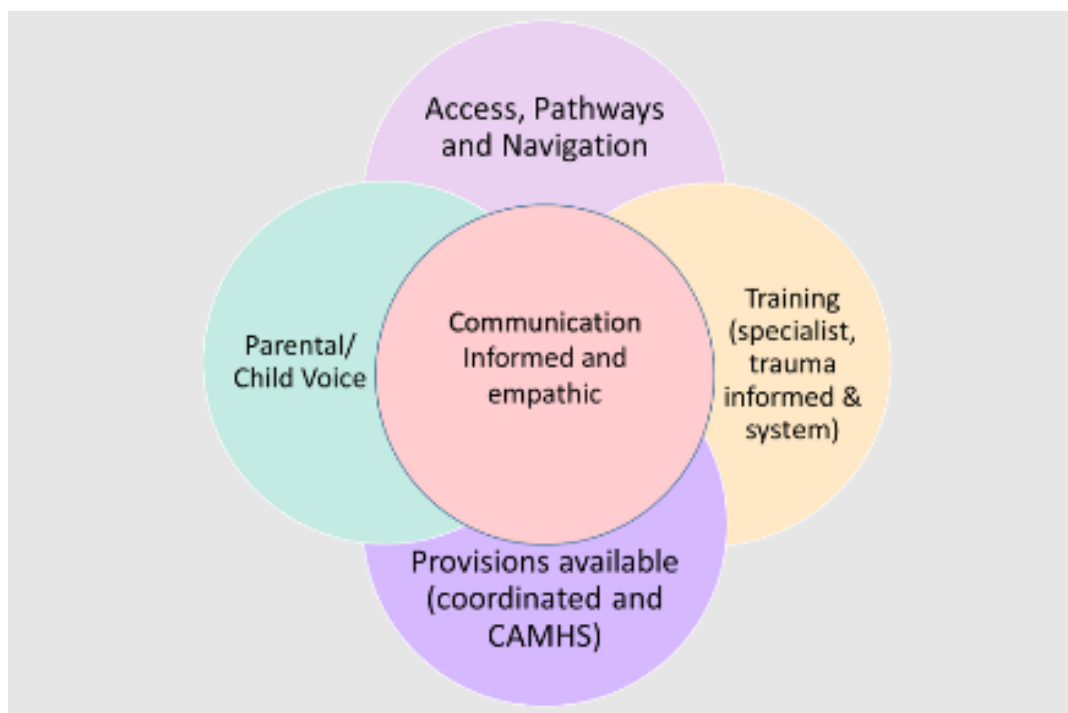 Access, Pathways
and Navigation
Parental/
Child Voice
Communication
Informed and
empathic
Training
(specialist,
trauma
informed &
system)
Provisions available
(coordinated and
CAMHS)